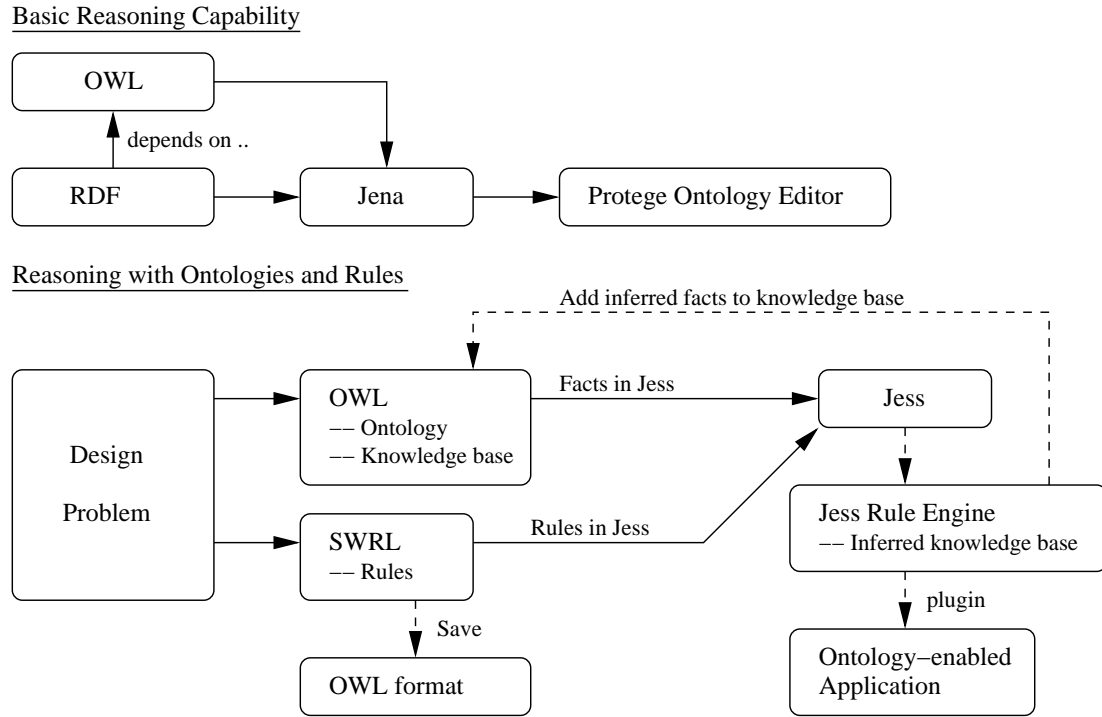 Basic Reasoning Capability
OWL
depends on ..
RDF
Jena
Protege Ontology Editor
Reasoning with Ontologies and Rules
Add inferred facts to knowledge base
Design
Problem
OWL
−− Ontology
−− Knowledge base
Facts in Jess
Jess
SWRL
−− Rules
Rules in Jess
Jess Rule Engine
−− Inferred knowledge base
Save
plugin
OWL format
Ontology−enabled
Application